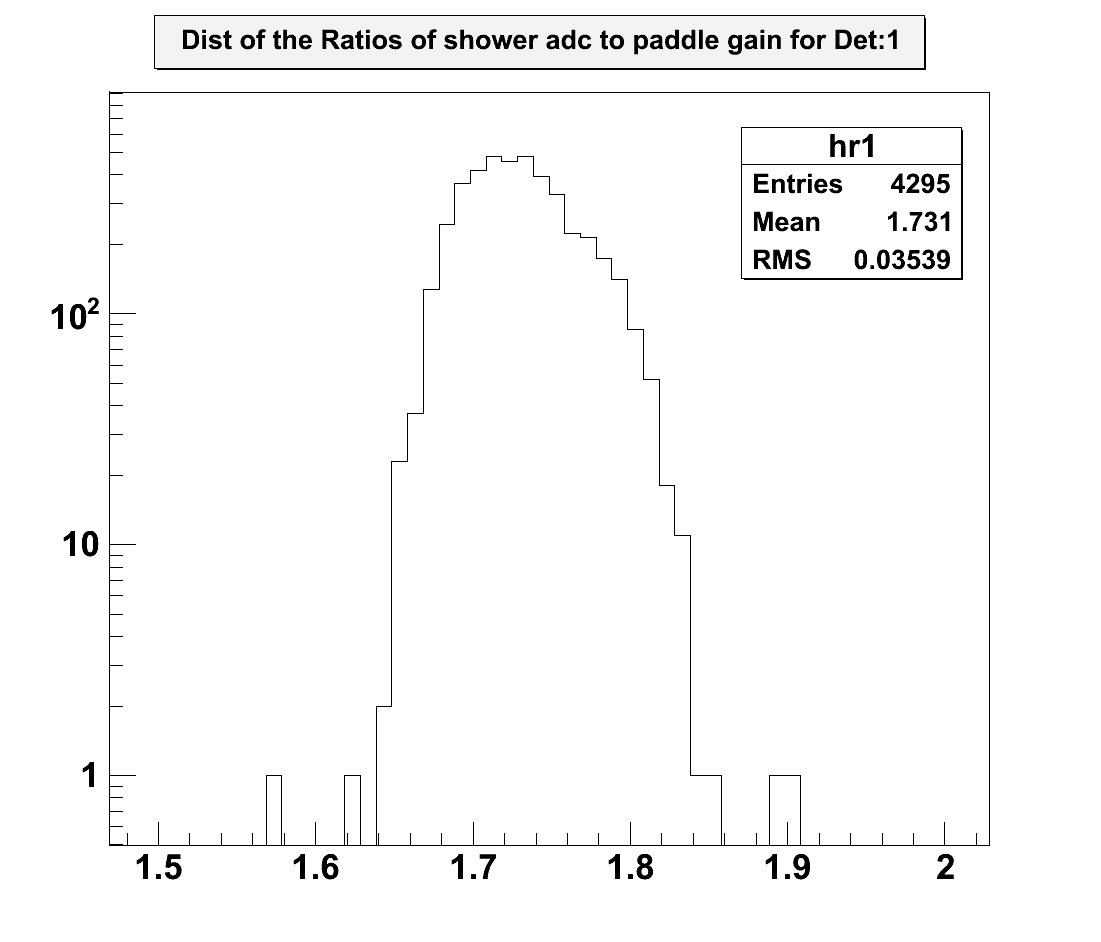 Dist of the Ratios of shower adc to paddle gain for Det:1
hr1
Entries 4295
Mean 1.731
RMS 0.03539
10²
10
1
1.5 1.6 1.7 1.8 1.9 2